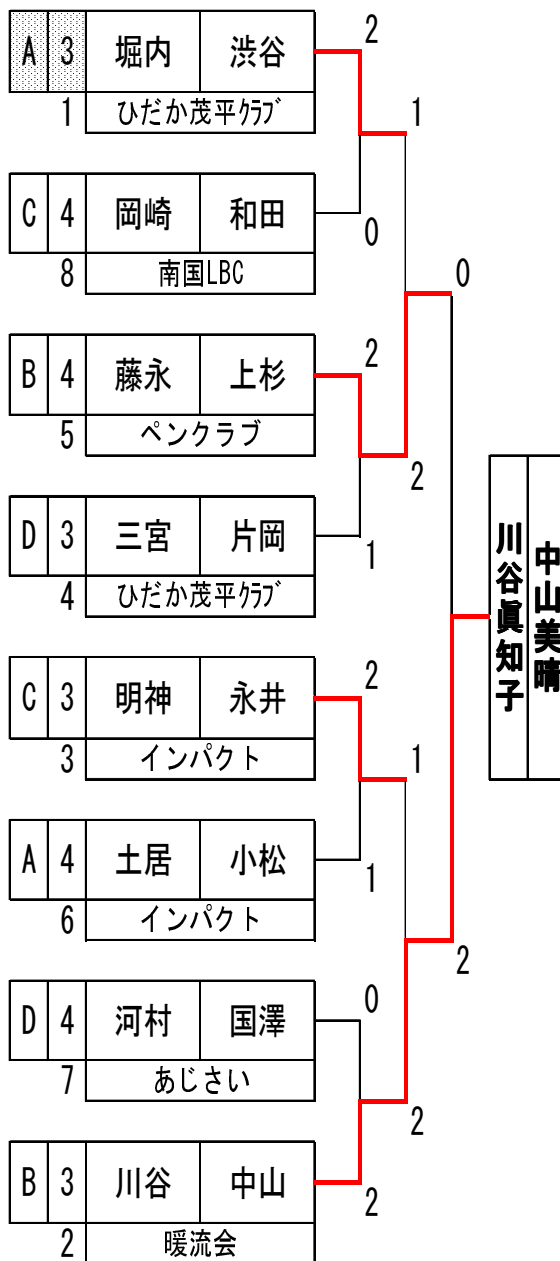 2
A 3 堀内 渋谷
1 ひだか茂平ｸﾗﾌﾞ
1
C 4 岡崎 和田
0
8 南国LBC
0
B 4 藤永 上杉
2
5 ペンクラブ
2
D 3 三宮 片岡
1
4 ひだか茂平ｸﾗﾌﾞ
川谷眞知子
中山美晴
C 3 明神 永井
2
3 インパクト
1
A 4 土居 小松
1
6 インパクト
2
D 4 河村 国澤
0
7 あじさい
2
B 3 川谷 中山
2
2 暖流会